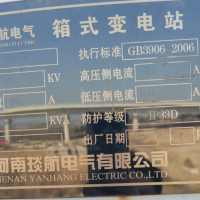 航电气 箱式变电站
执行标准 GB3906 2006
KV 高压侧电流 A
A 低压侧电流
KVA 防护等级 IP33D
出厂日期
河南琰航电气有限公司
HENAN YANHANG ELECTRIC CO.,LTD